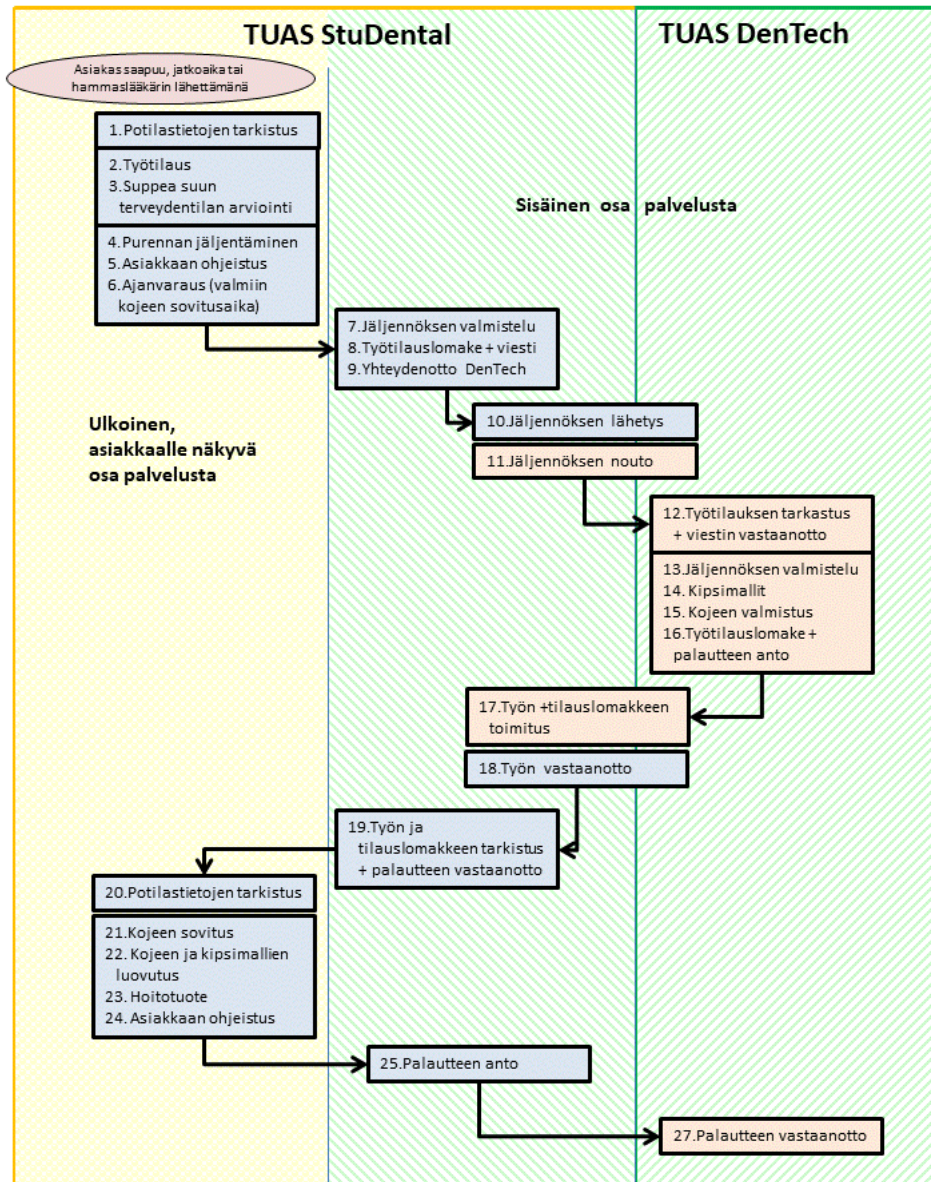 TUAS StuDental
TUAS DenTech
Asiakas saapuu, jatkoaika tai
hammaslääkärin lähettämänä
1.Potilastietojen tarkistus
2.Työtilaus
3.Suppea suun
terveydentilan arviointi
Sisäinen osa palvelusta
4.Purennan jäljentäminen
5.Asiakkaan ohjeistus
6.Ajanvaraus (valmiin
kojeen sovitusaika)
7.Jäljennöksen valmistelu
8.Työtilauslomake + viesti
9.Yhteydenotto DenTech
Ulkoinen,
asiakkaalle näkyvä
osa palvelusta
10.Jäljennöksen lähetys
11.Jäljennöksen nouto
12.Työtilauksen tarkastus
+ viestin vastaanotto
13.Jäljennöksen valmistelu
14. Kipsimallit
15. Kojeen valmistus
16.Työtilauslomake +
palautteen anto
17.Työn +tilauslomakkeen
toimitus
18.Työn vastaanotto
19.Työn ja
tilauslomakkeen tarkistus
+ palautteen vastaanotto
20.Potilastietojen tarkistus
21.Kojeen sovitus
22. Kojeen ja kipsimallien
luovutus
23. Hoitotuote
24. Asiakkaan ohjeistus
25.Palautteen anto
27.Palautteen vastaanotto